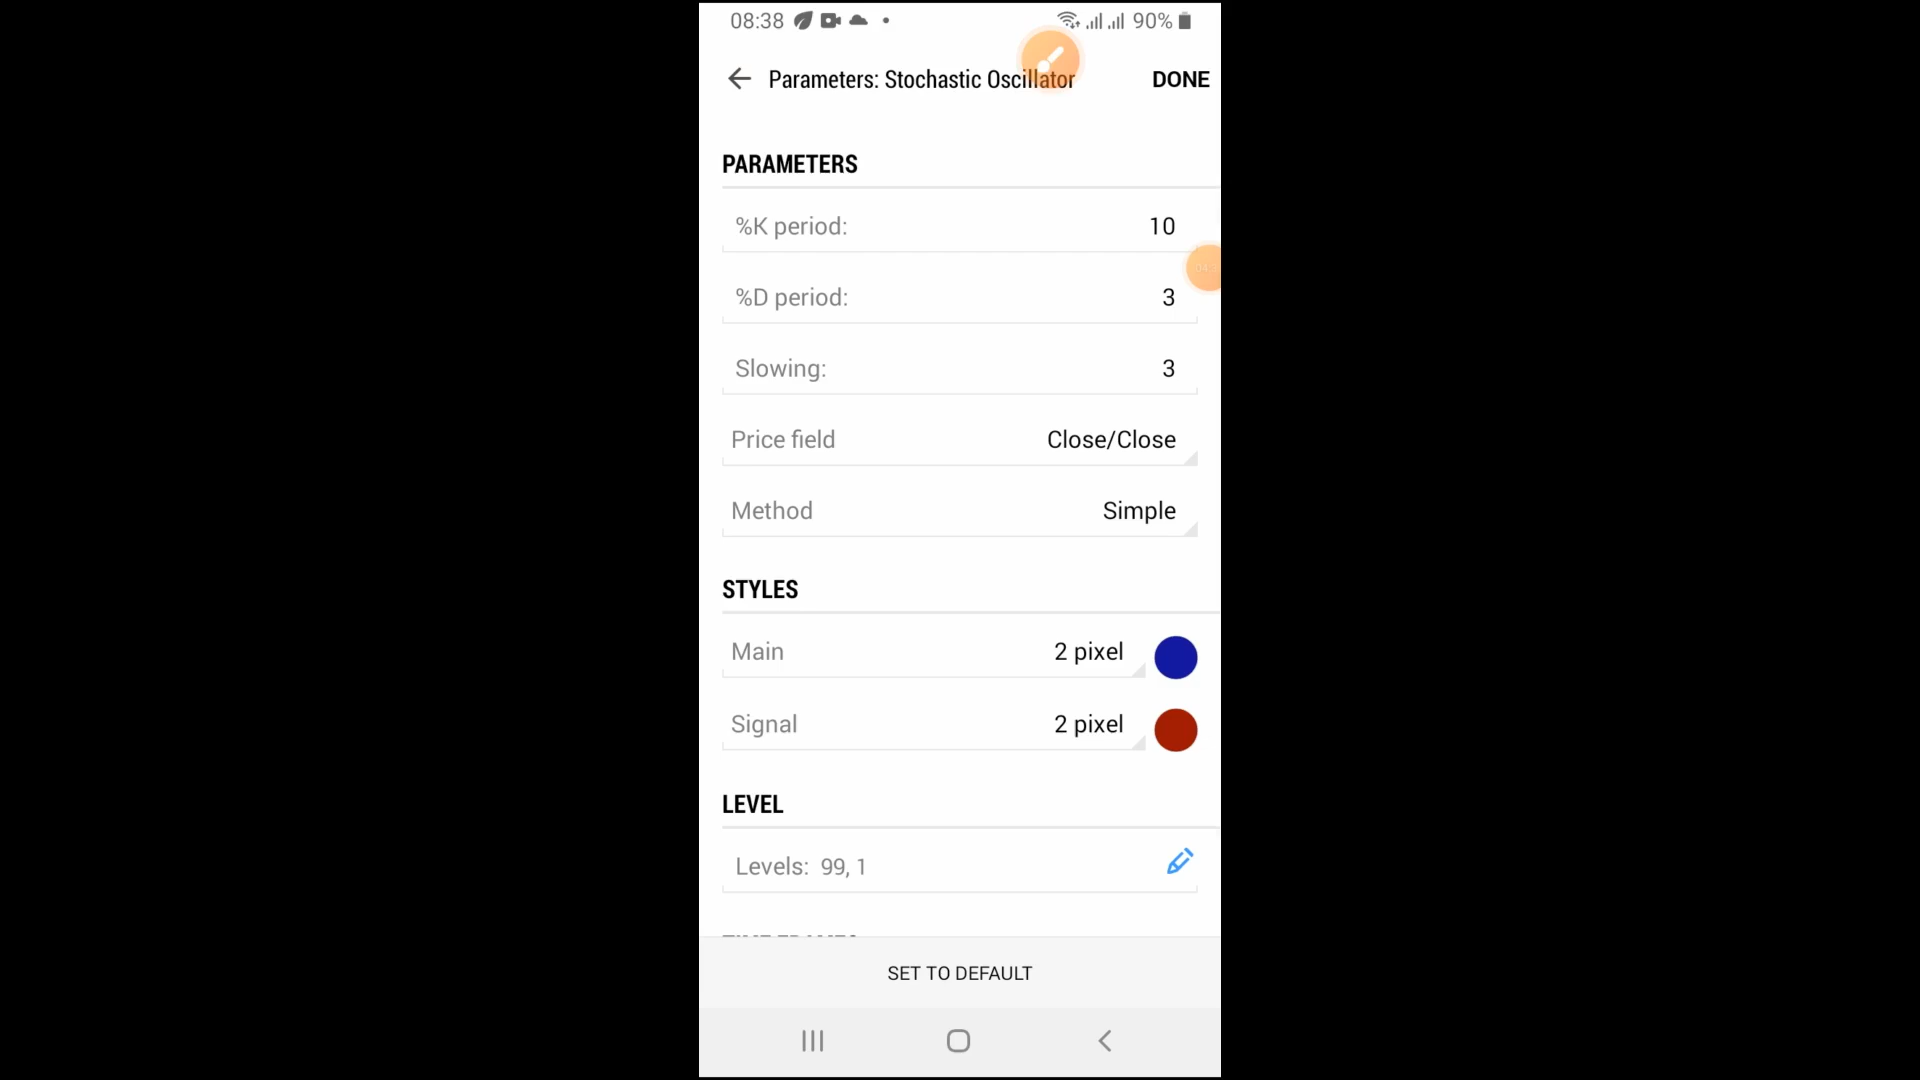 08:38
90%
Parameters: Stochastic Oscillator
DONE
PARAMETERS
%K period: 10
%D period: 3
Slowing: 3
Price field Close/Close
Method Simple
STYLES
Main 2 pixel
Signal 2 pixel
LEVEL
Levels: 99, 1
SET TO DEFAULT